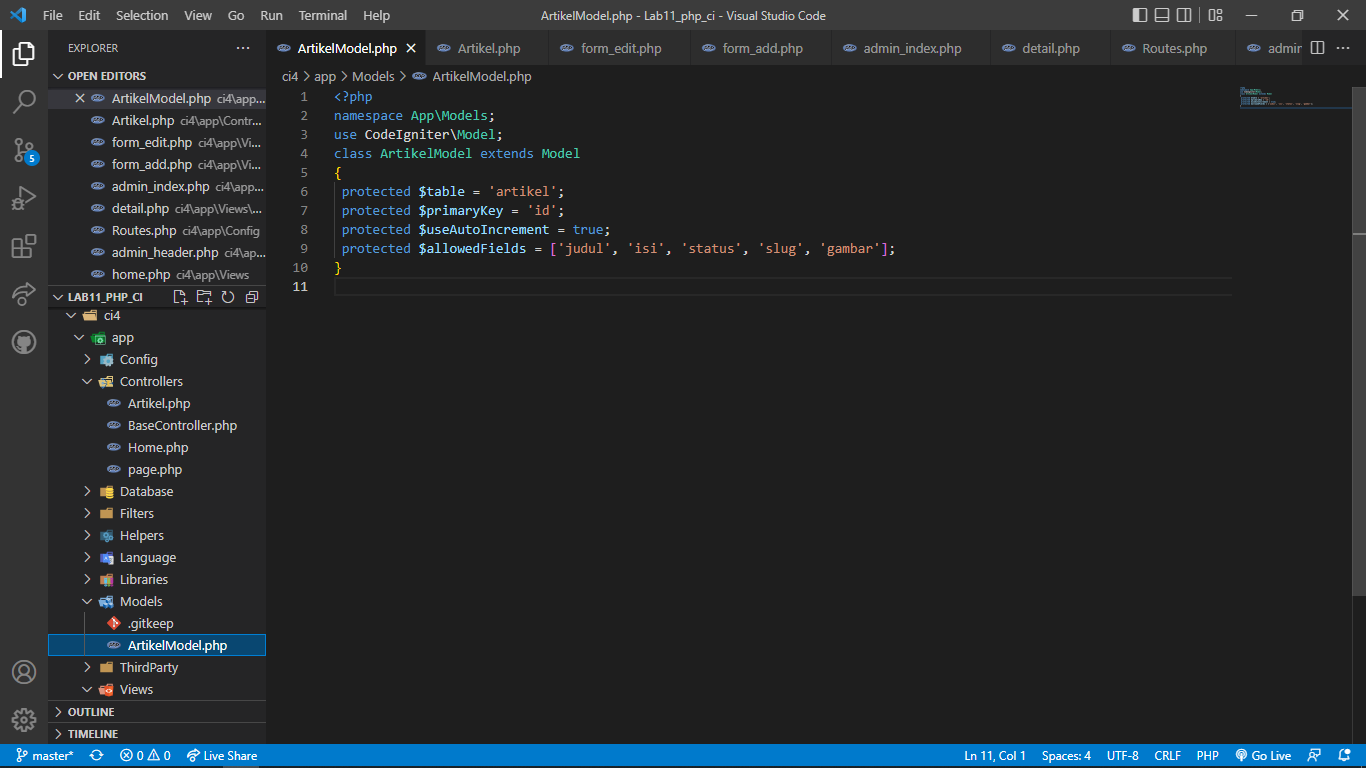 File Edit Selection View Go Run Terminal Help ArtikelModel.php - Lab11_php_ci - Visual Studio Code
EXPLORER
OPEN EDITORS
ArtikelModel.php ci4\app...
Artikel.php ci4\app\Contr...
form_edit.php ci4\app\Vi...
form_add.php ci4\app\Vi...
admin_index.php ci4\app...
detail.php ci4\app\Views\...
Routes.php ci4\app\Config
admin_header.php ci4\ap...
home.php ci4\app\Views
5
LAB11_PHP_CI
ci4
app
Config
Controllers
Artikel.php
BaseController.php
Home.php
page.php
Database
Filters
Helpers
Language
Libraries
Models
.gitkeep
ArtikelModel.php
ThirdParty
Views
OUTLINE
TIMELINE
ArtikelModel.php Artikel.php form_edit.php form_add.php admin_index.php detail.php Routes.php admir
ci4 > app > Models > ArtikelModel.php
1 <?php
2 namespace App\Models;
3 use CodeIgniter\Model;
4 class ArtikelModel extends Model
5 {
6 protected $table = 'artikel';
7 protected $primaryKey = 'id';
8 protected $useAutoIncrement = true;
9 protected $allowedFields = ['judul', 'isi', 'status', 'slug', 'gambar'];
10 }
11
master* 0 0 Live Share Ln 11, Col 1 Spaces: 4 UTF-8 CRLF PHP Go Live